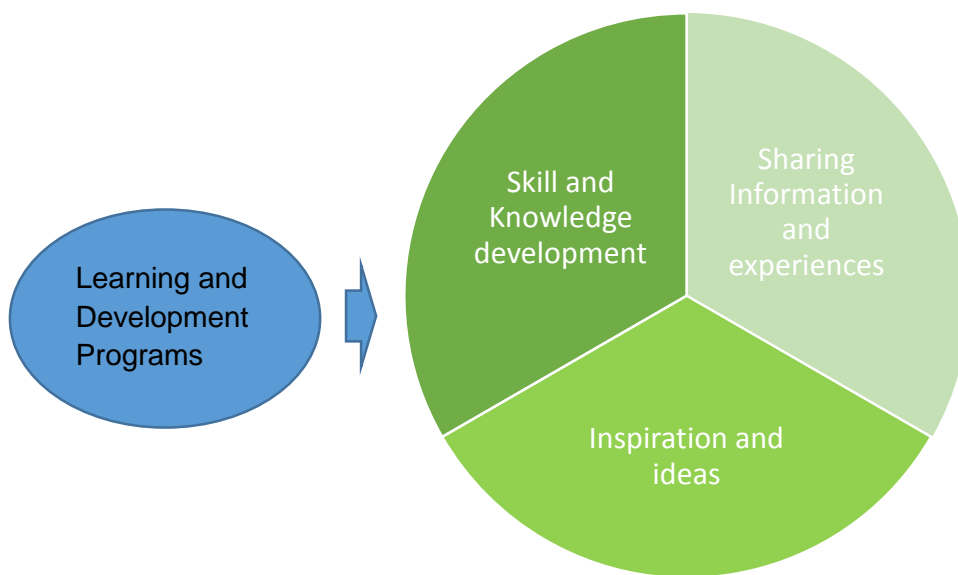 Learning and
Development
Programs
Skill and
Knowledge
development
Sharing
Information
and
experiences
Inspiration and
ideas